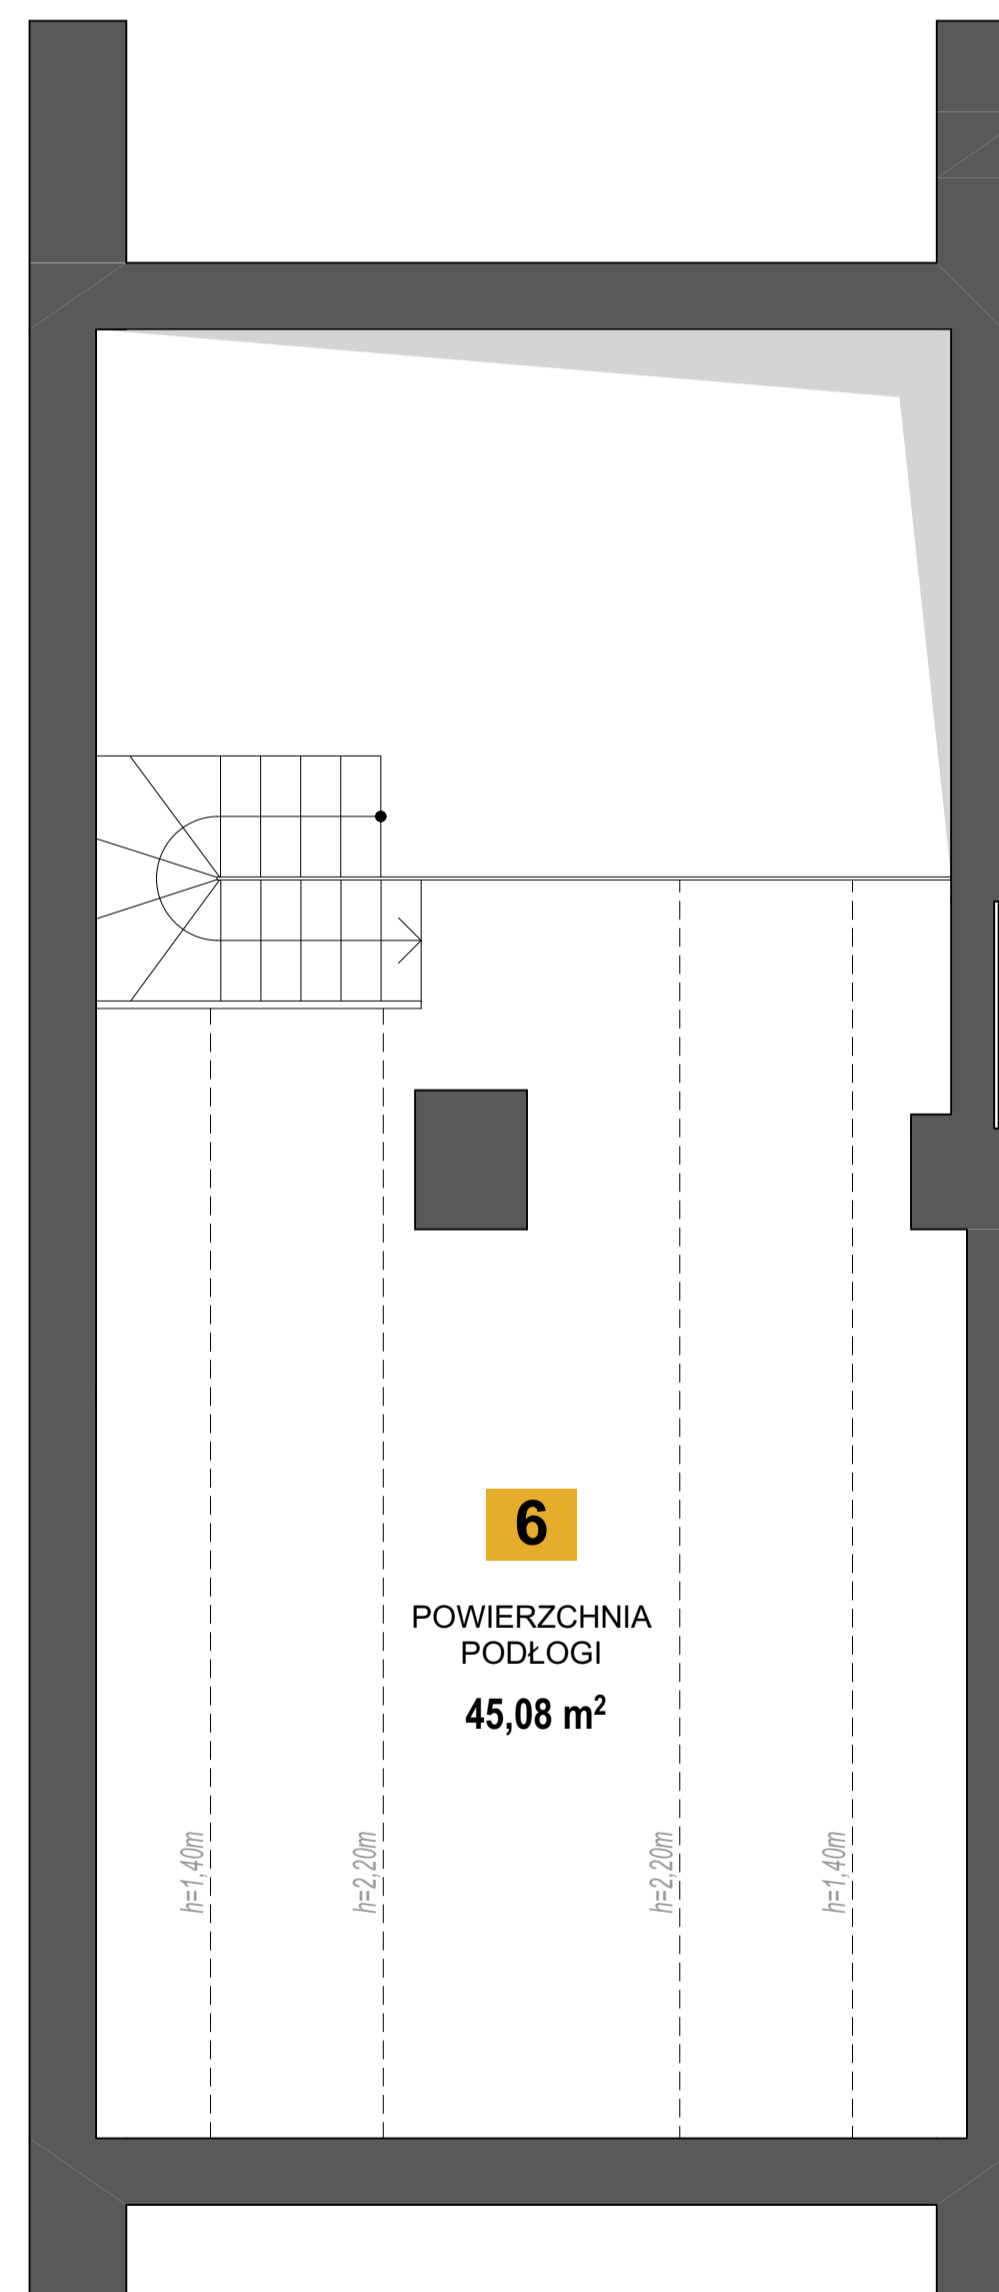 6
POWIERZCHNIA
PODŁOGI
45,08 m²
h=1,40m
h=2,20m
h=2,20m
h=1,40m